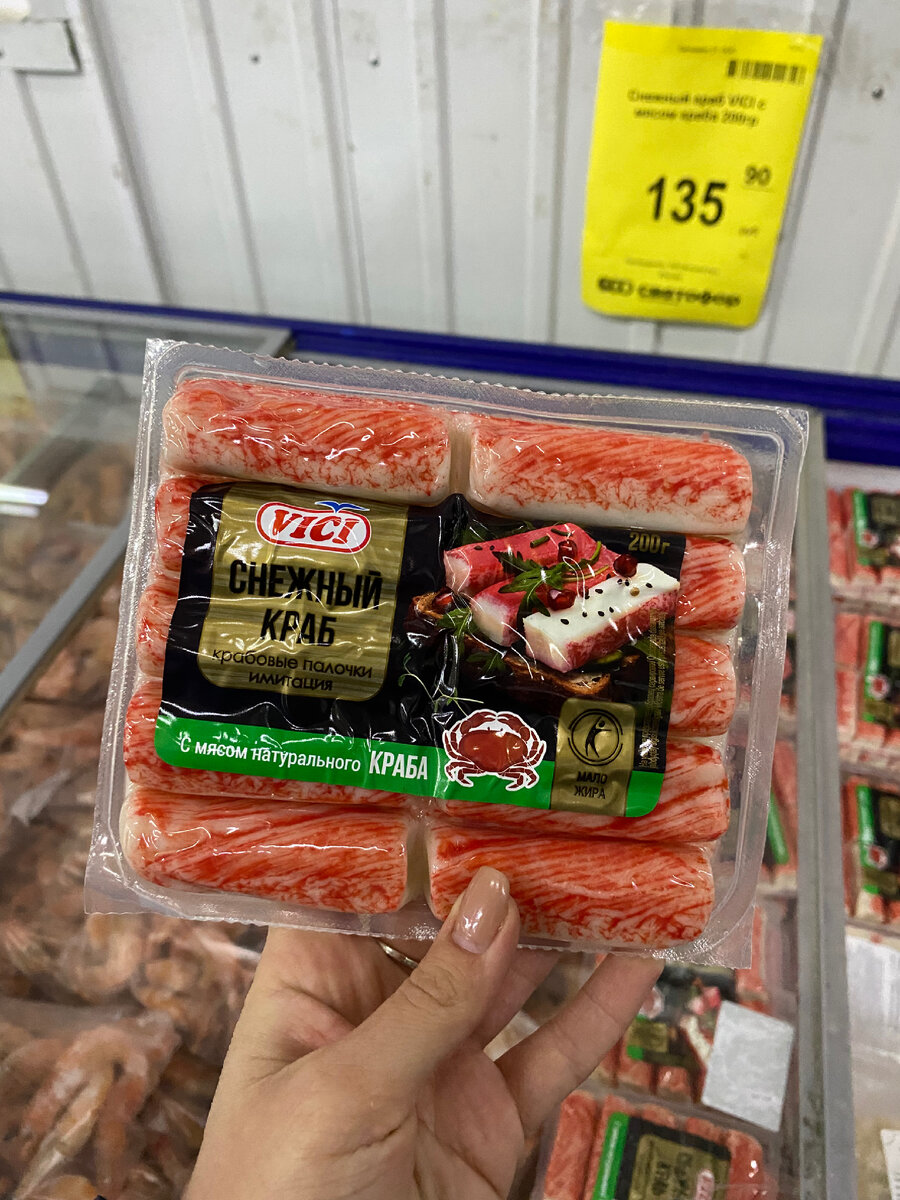 Снежный краб VICI с
мясом краба 200гр
135 90
светофор
VICI
СНЕЖНЫЙ
КРАБ
крабовые палочки
имитация
200г
С мясом натурального КРАБА
МАЛО
ЖИРА